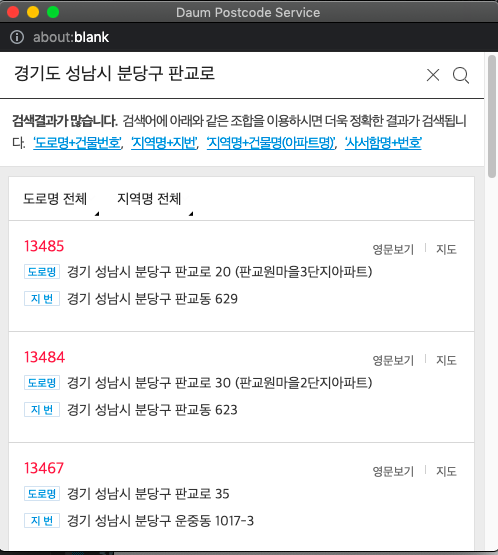 Daum Postcode Service
about:blank
경기도 성남시 분당구 판교로
검색결과가 많습니다. 검색어에 아래와 같은 조합을 이용하시면 더욱 정확한 결과가 검색됩니
다. '도로명+건물번호', '지역명+지번', '지역명+건물명(아파트명)', '사서함명+번호'
도로명 전체 지역명 전체
13485 영문보기 지도
도로명 경기 성남시 분당구 판교로 20 (판교원마을3단지아파트)
지 번 경기 성남시 분당구 판교동 629
13484 영문보기 지도
도로명 경기 성남시 분당구 판교로 30 (판교원마을2단지아파트)
지 번 경기 성남시 분당구 판교동 623
13467 영문보기 지도
도로명 경기 성남시 분당구 판교로 35
지 번 경기 성남시 분당구 운중동 1017-3